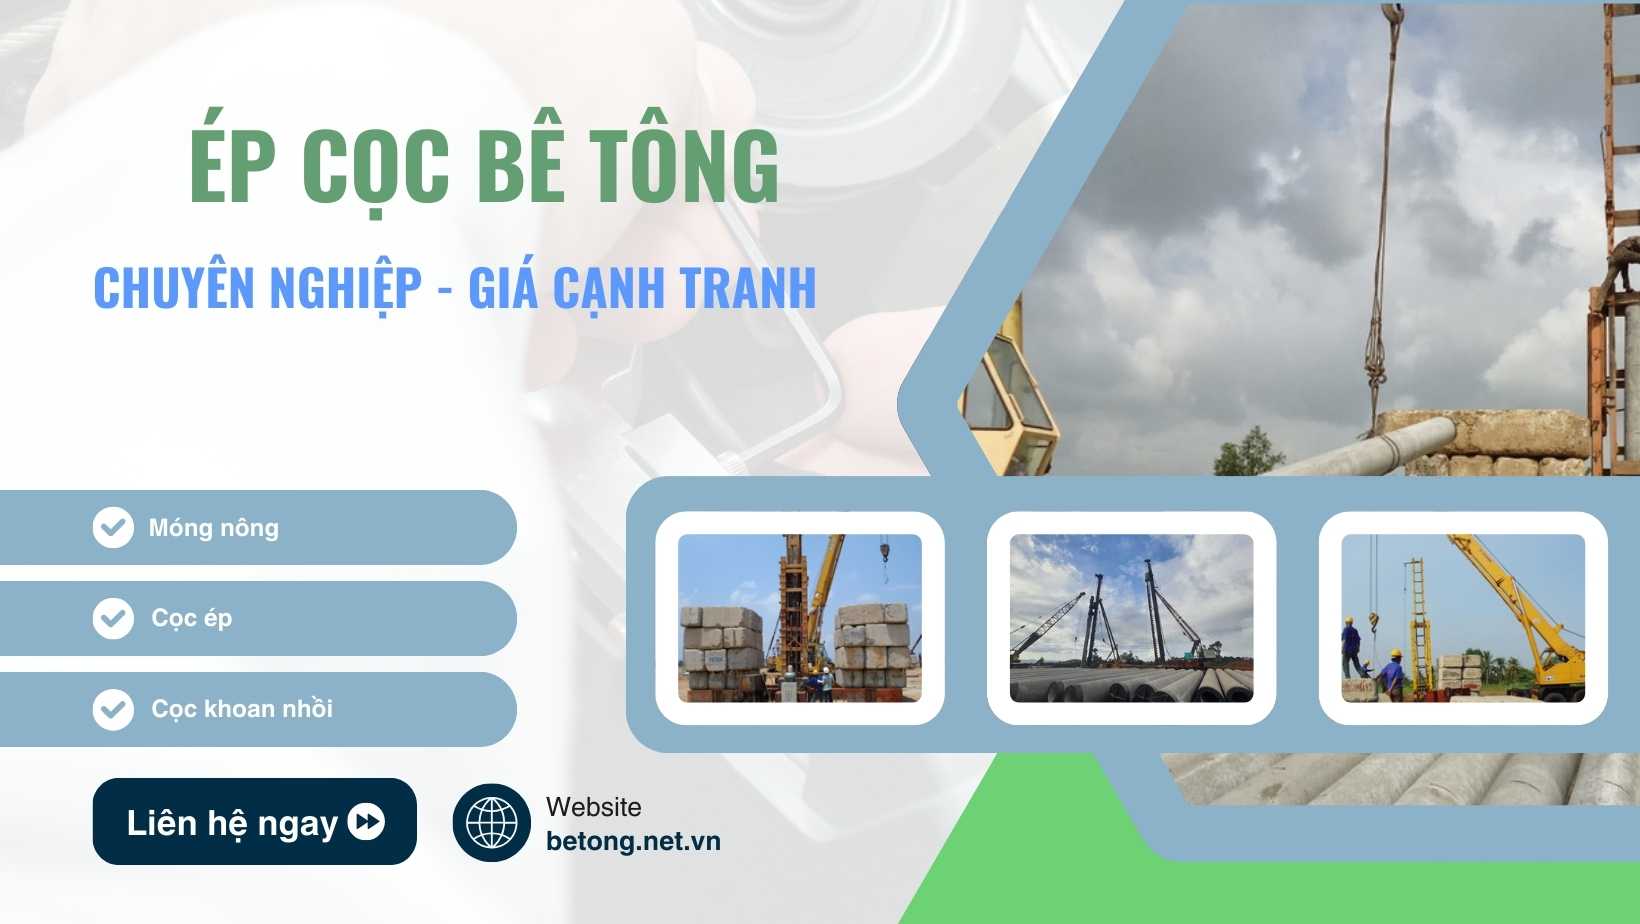 ÉP CỌC BÊ TÔNG
CHUYÊN NGHIỆP - GIÁ CẠNH TRANH
Móng nông
Cọc ép
Cọc khoan nhồi
Liên hệ ngay
Website
betong.net.vn